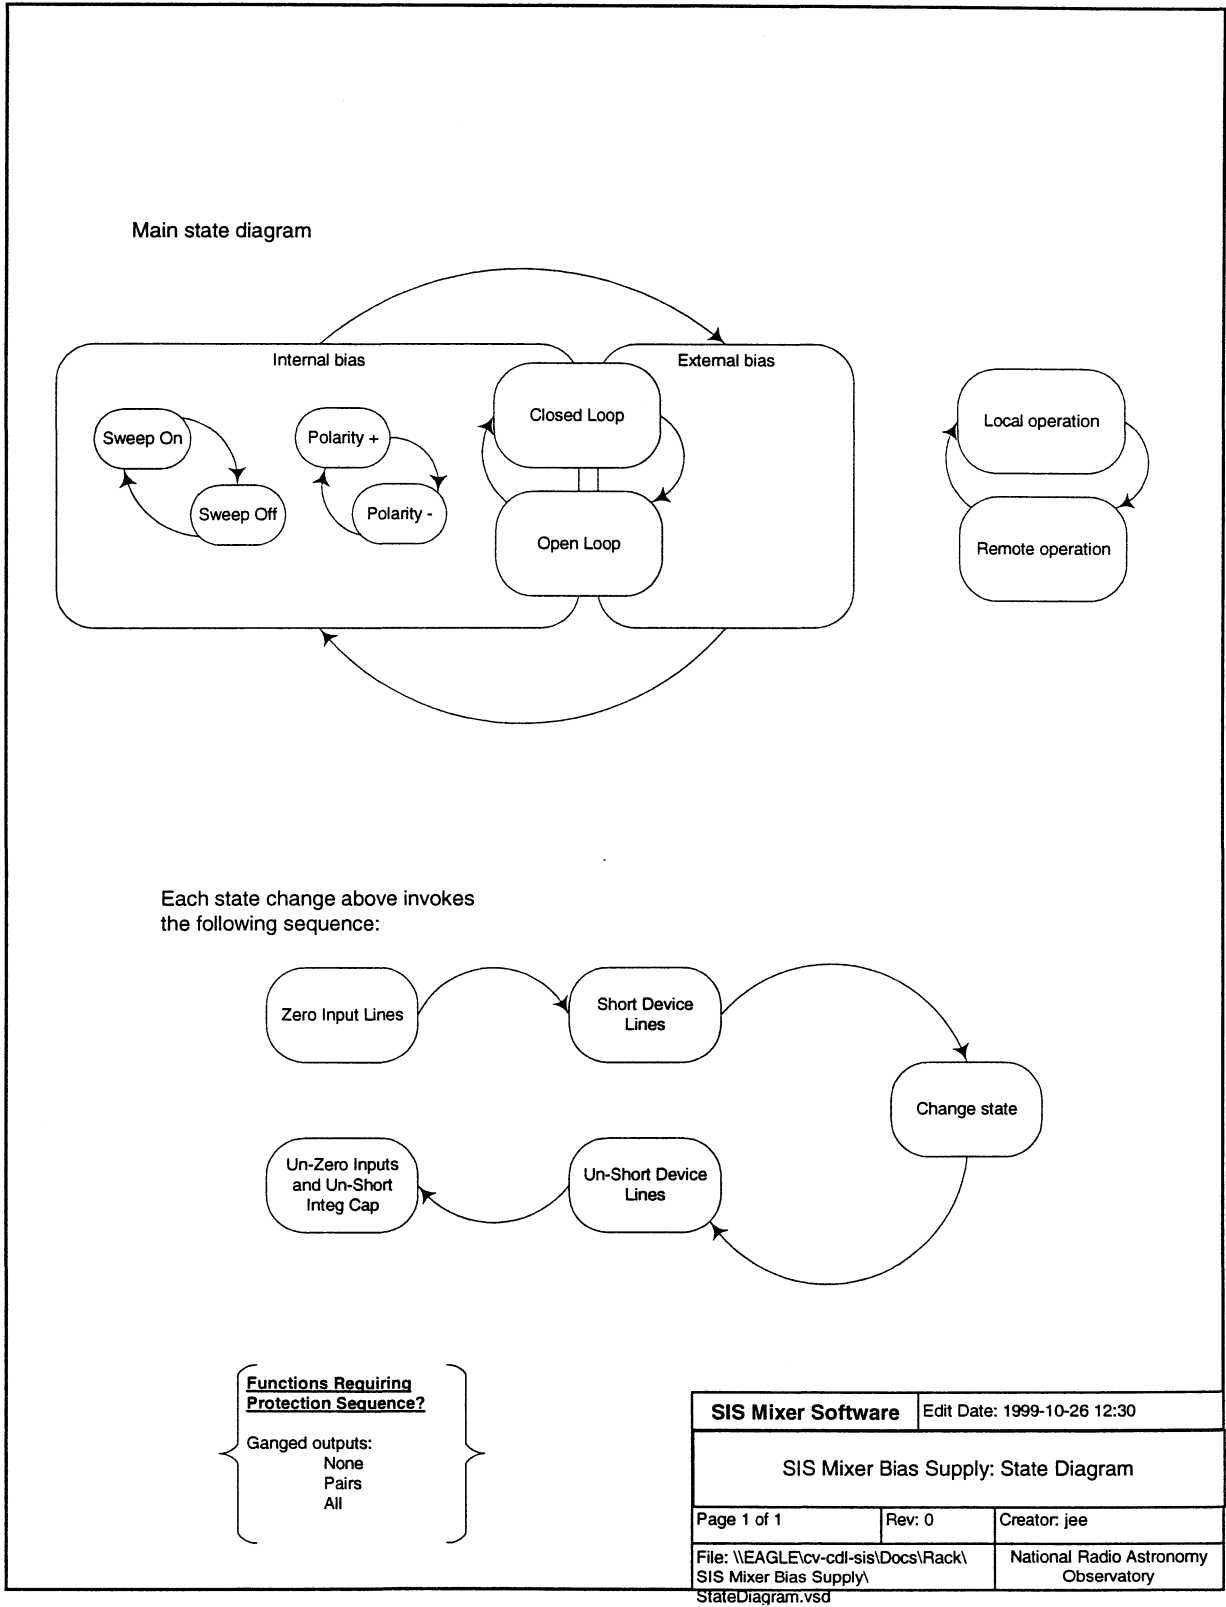 Main state diagram
Internal bias
External bias
Sweep On
Sweep Off
Polarity +
Polarity -
Closed Loop
Open Loop
Local operation
Remote operation
Each state change above invokes
the following sequence:
Zero Input Lines
Short Device
Lines
Change state
Un-Short Device
Lines
Un-Zero Inputs
and Un-Short
Integ Cap
Functions Requiring
Protection Sequence?
Ganged outputs:
None
Pairs
All
SIS Mixer Software
Edit Date: 1999-10-26 12:30
SIS Mixer Bias Supply: State Diagram
Page 1 of 1
Rev: 0
Creator: jee
File: \\EAGLE\cv-cdl-sis\Docs\Rack\
SIS Mixer Bias Supply\
StateDiagram.vsd
National Radio Astronomy
Observatory